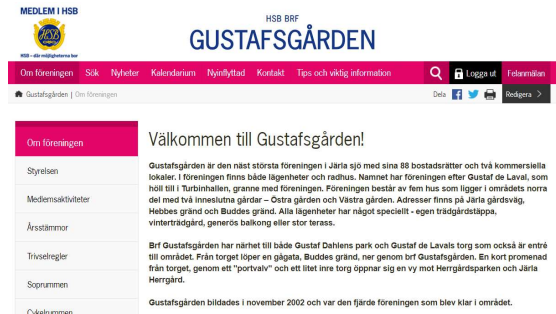 MEDLEM I HSB
HSB
HSB – där möjligheterna bor
HSB BRF
GUSTAFSGÅRDEN
Om föreningen Sök Nyheter Kalendarium Nyinflyttad Kontakt Tips och viktig information Logga ut Felanmälan
Gustafsgården | Om föreningen Dela Redigera >
Om föreningen
Styrelsen
Medlemsaktiviteter
Årsstämmor
Trivselregler
Soprummen
Cykelrummen
Välkommen till Gustafsgården!
Gustafsgården är den näst största föreningen i Järla sjö med sina 88 bostadsrätter och två kommersiella
lokaler. I föreningen finns både lägenheter och radhus. Namnet har föreningen efter Gustaf de Laval, som
höll till i Turbinhallen, granne med föreningen. Föreningen består av fem hus som ligger i områdets norra
del med två inneslutna gårdar – Östra gården och Västra gården. Adresser finns på Järla gårdsväg,
Hebbes gränd och Buddes gränd. Alla lägenheter har något speciellt - egen trädgårdstäppa,
vinterträdgård, generös balkong eller stor terass.
Brf Gustafsgården har närhet till både Gustaf Dahlens park och Gustaf de Lavals torg som också är entré
till området. Från torget löper en gågata, Buddes gränd, ner genom brf Gustafsgården. En kort promenad
från torget, genom ett "portvalv" och ett litet inre torg öppnar sig en vy mot Herrgårdsparken och Järla
Herrgård.
Gustafsgården bildades i november 2002 och var den fjärde föreningen som blev klar i området.